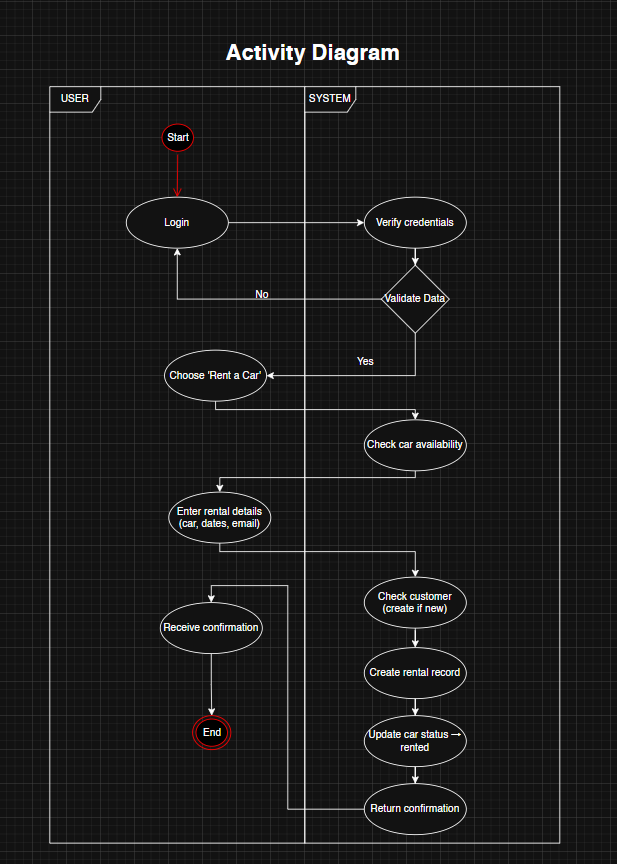 Activity Diagram
USER
SYSTEM
Start
Login
Verify credentials
No
Validate Data
Yes
Choose 'Rent a Car'
Check car availability
Enter rental details
(car, dates, email)
Check customer
(create if new)
Receive confirmation
Create rental record
End
Update car status →
rented
Return confirmation